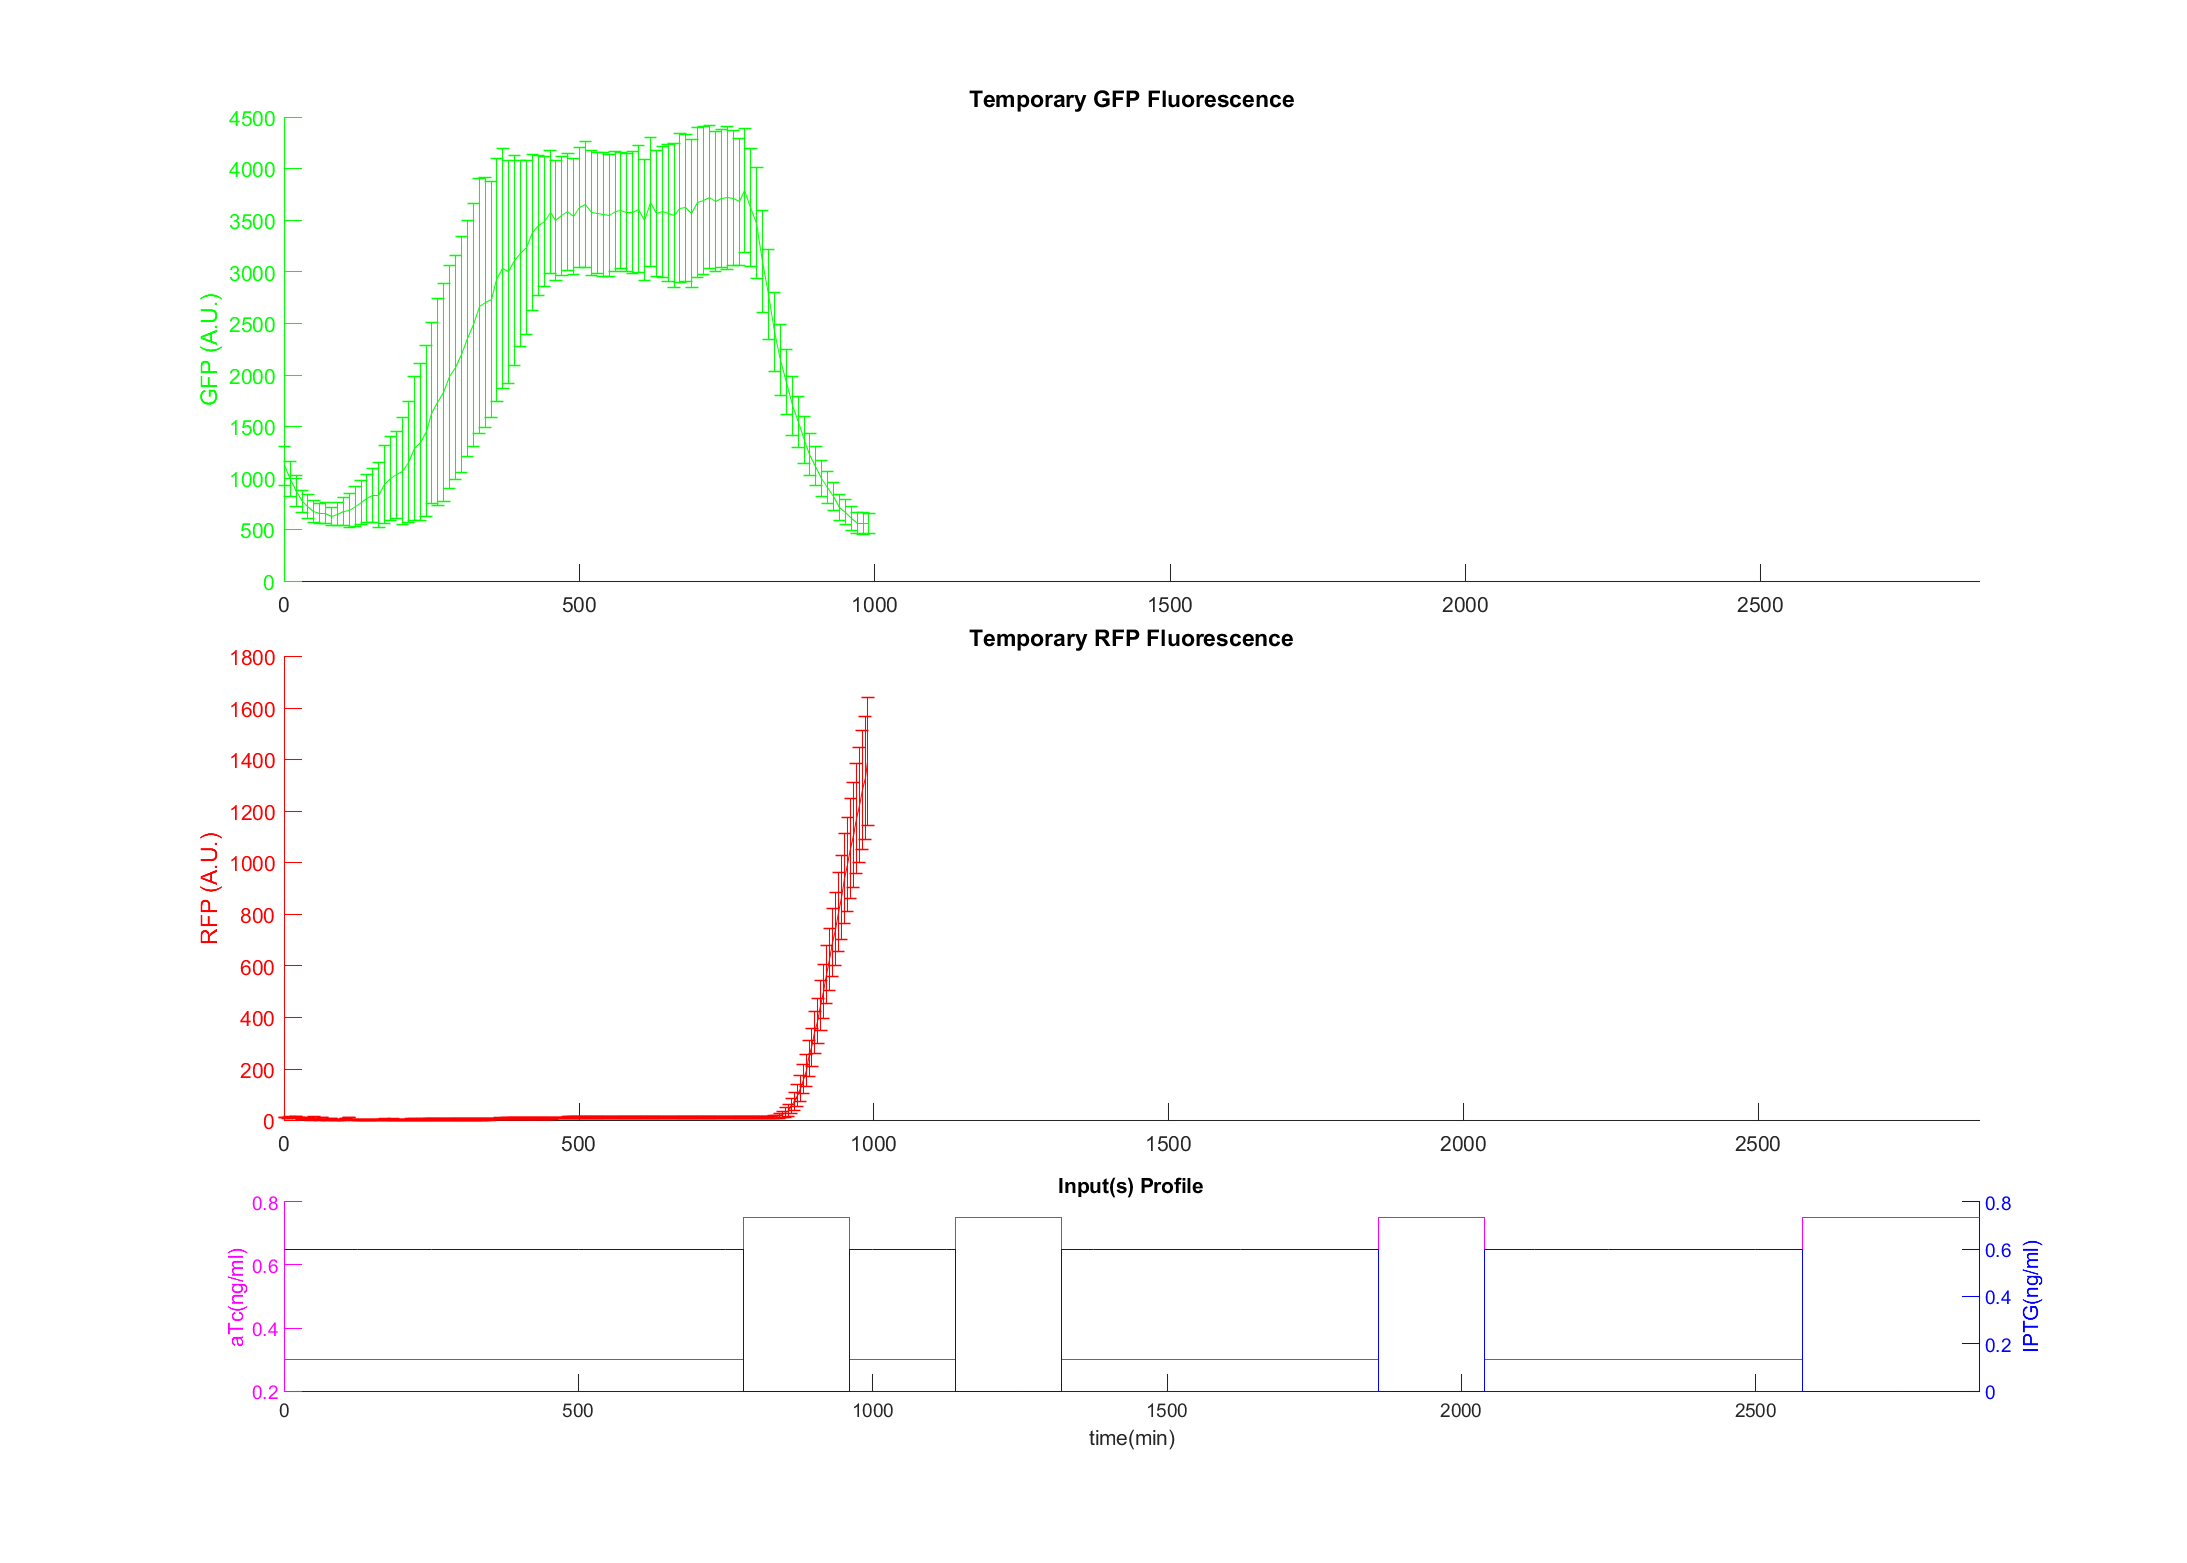 Temporary GFP Fluorescence
GFP (A.U.)
4500
4000
3500
3000
2500
2000
1500
1000
500
0
0 500 1000 1500 2000 2500
Temporary RFP Fluorescence
RFP (A.U.)
1800
1600
1400
1200
1000
800
600
400
200
0
0 500 1000 1500 2000 2500
Input(s) Profile
aTc(ng/ml)
0.8
0.6
0.4
0.2
0.8
0.6
0.4
0.2
0
IPTG(ng/ml)
0 500 1000 1500 2000 2500
time(min)